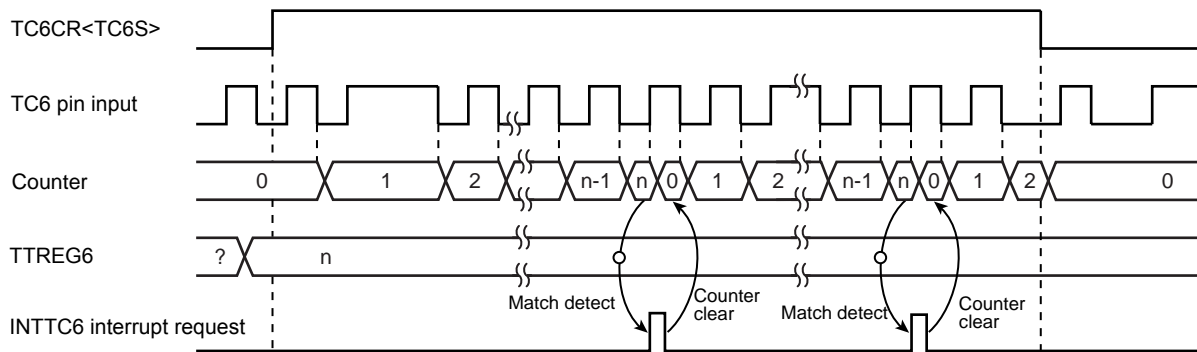 TC6CR<TC6S>
TC6 pin input
Counter
0 1 2 n-1 n 0 1 2 n-1 n 0 1 2 0
TTREG6
? n
Match detect Counter clear Match detect Counter clear
INTTC6 interrupt request